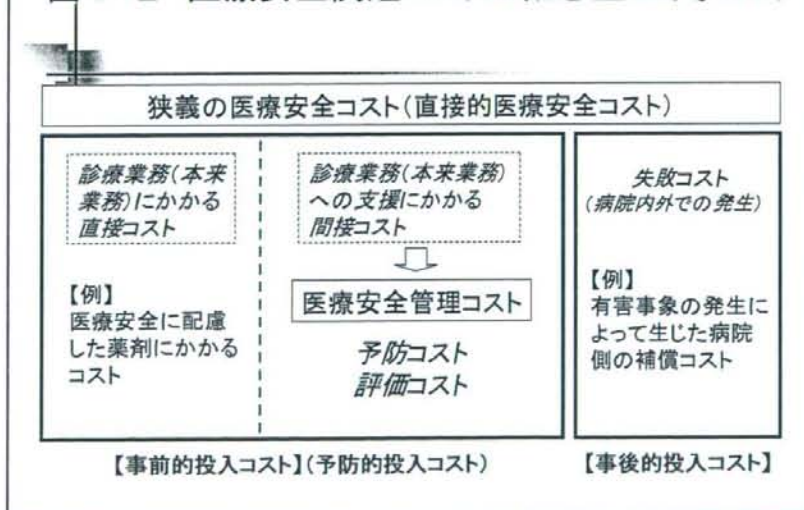 狭義の医療安全コスト(直接的医療安全コスト)
診療業務(本来
業務)にかかる
直接コスト
【例】
医療安全に配慮
した薬剤にかかる
コスト
診療業務(本来業務)
への支援にかかる
間接コスト
医療安全管理コスト
予防コスト
評価コスト
失敗コスト
(病院内外での発生)
【例】
有害事象の発生に
よって生じた病院
側の補償コスト
【事前的投入コスト】(予防的投入コスト)
【事後的投入コスト】